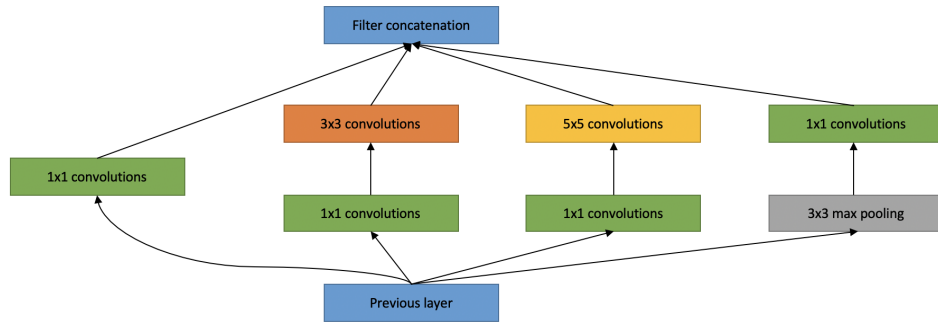 Filter concatenation
3x3 convolutions
5x5 convolutions
1x1 convolutions
1x1 convolutions
1x1 convolutions
1x1 convolutions
3x3 max pooling
Previous layer